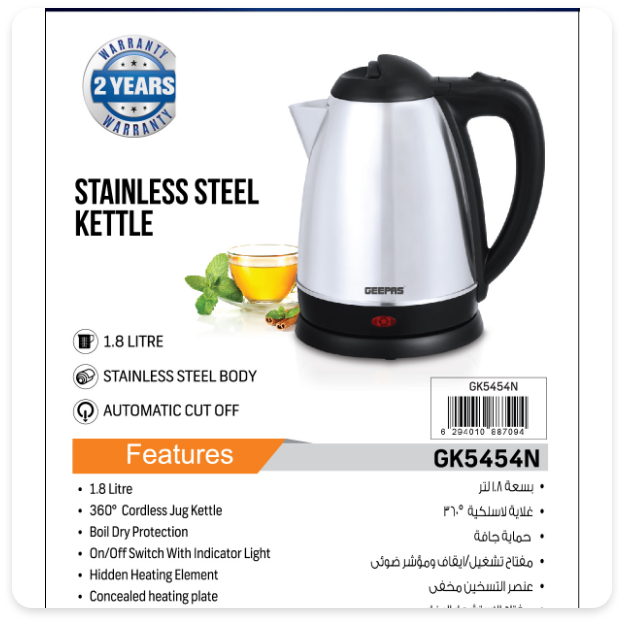 WARRANTY
2 YEARS
WARRANTY
STAINLESS STEEL
KETTLE
GEEPAS
1.8 LITRE
STAINLESS STEEL BODY
AUTOMATIC CUT OFF
GK5454N
6 294010 887094
Features
GK5454N
• 1.8 Litre
• 360° Cordless Jug Kettle
• Boil Dry Protection
• On/Off Switch With Indicator Light
• Hidden Heating Element
• Concealed heating plate
• بسعة ١.٨ لتر
• غلاية لاسلكية °٣٦٠
• حماية جافة
• مفتاح تشغيل/ايقاف ومؤشر ضوئى
• عنصر التسخين مخفى